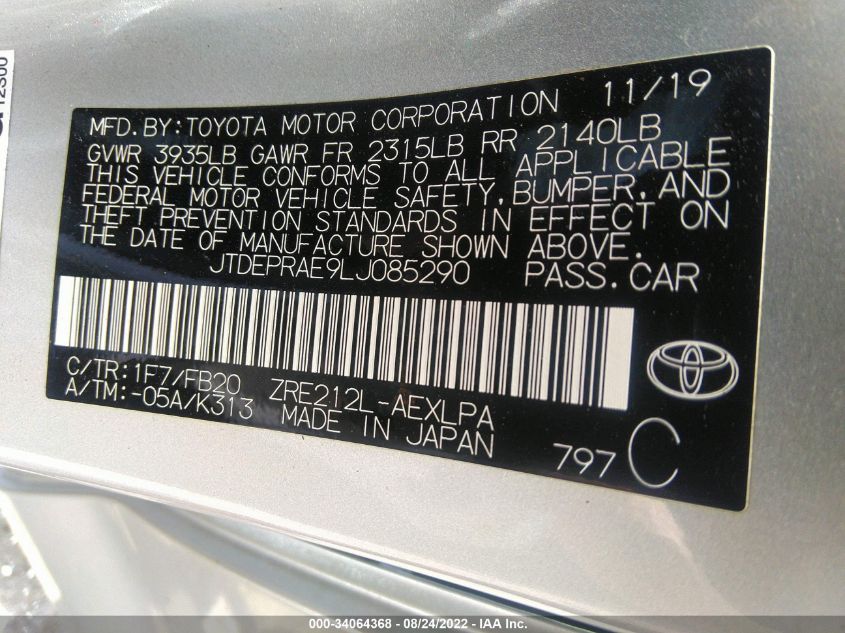 12300
MFD.BY:TOYOTA MOTOR CORPORATION 11/19
GVWR 3935LB GAWR FR 2315LB RR 2140LB
THIS VEHICLE CONFORMS TO ALL APPLICABLE
FEDERAL MOTOR VEHICLE SAFETY,BUMPER,AND
THEFT PREVENTION STANDARDS IN EFFECT ON
THE DATE OF MANUFACTURE SHOWN ABOVE.
JTDEPRAE9LJ085290 PASS.CAR
C/TR:1F7/FB20 ZRE212L-AEXLPA
A/TM:-05A/K313 MADE IN JAPAN
797 C
000-34064368 - 08/24/2022 - IAA Inc.